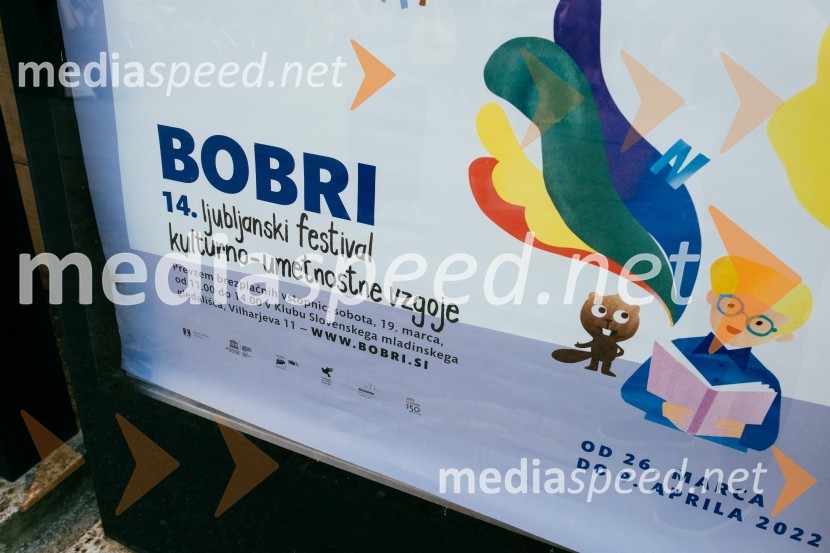 mediaspeed.net
N
BOBRI
14. ljubljanski festival
kulturno-umetnostne vzgoje
mediaspeed.net
Prevzem brezplačnih vstopnic: sobota, 19. marca,
od 11.00 do 14.00 v Klubu Slovenskega mladinskega
gledališča, Vilharjeva 11 – WWW.BOBRI.SI
150
OD 26. MARCA
DO APRILA 2022
mediaspeed.net